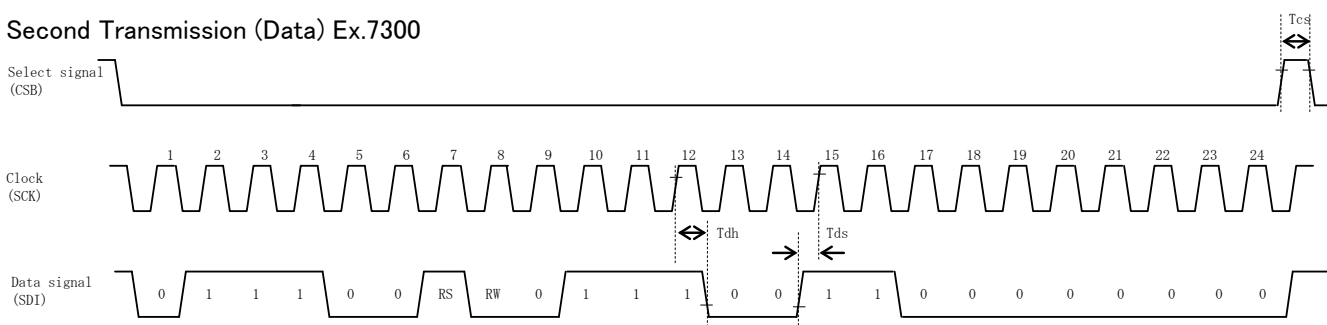 Second Transmission (Data) Ex.7300
Tcs
Select signal
(CSB)
1 2 3 4 5 6 7 8 9 10 11 12 13 14 15 16 17 18 19 20 21 22 23 24
Clock
(SCK)
Tdh Tds
Data signal
(SDI)
0 1 1 1 0 0 RS RW 0 1 1 1 0 0 1 1 0 0 0 0 0 0 0 0